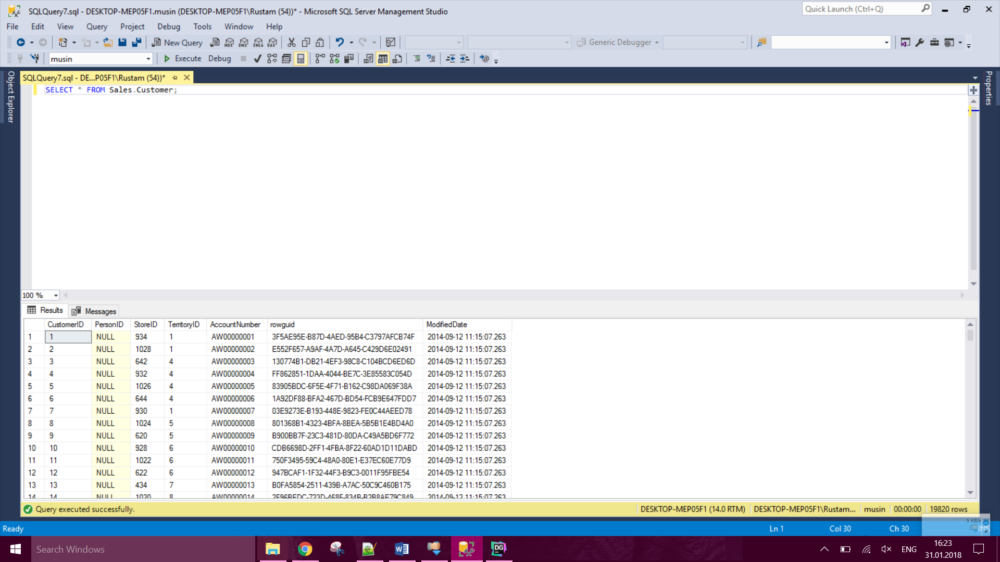 SQLQuery7.sql - DESKTOP-MEP05F1.musin (DESKTOP-MEP05F1\Rustam (54))* - Microsoft SQL Server Management Studio
Quick Launch (Ctrl+Q)
File Edit View Query Project Debug Tools Window Help
New Query MDX DMX XMLA DAX Generic Debugger
musin Execute Debug
Object Explorer
SQLQuery7.sql - DE...P05F1\Rustam (54))*
Properties
SELECT * FROM Sales.Customer;
100 %
Results Messages
CustomerID PersonID StoreID TerritoryID AccountNumber rowguid ModifiedDate
1 1 NULL 934 1 AW00000001 3F5AE95E-B87D-4AED-95B4-C3797AFCB74F 2014-09-12 11:15:07.263
2 2 NULL 1028 1 AW00000002 E552F657-A9AF-4A7D-A645-C429D6E02491 2014-09-12 11:15:07.263
3 3 NULL 642 4 AW00000003 130774B1-DB21-4EF3-98C8-C104BCD6ED6D 2014-09-12 11:15:07.263
4 4 NULL 932 4 AW00000004 FF862851-1DAA-4044-BE7C-3E85583C054D 2014-09-12 11:15:07.263
5 5 NULL 1026 4 AW00000005 83905BDC-6F5E-4F71-B162-C98DA069F38A 2014-09-12 11:15:07.263
6 6 NULL 644 4 AW00000006 1A92DF88-BFA2-467D-BD54-FCB9E647FDD7 2014-09-12 11:15:07.263
7 7 NULL 930 1 AW00000007 03E9273E-B193-448E-9823-FE0C44AEED78 2014-09-12 11:15:07.263
8 8 NULL 1024 5 AW00000008 801368B1-4323-4BFA-8BEA-5B5B1E4BD4A0 2014-09-12 11:15:07.263
9 9 NULL 620 5 AW00000009 B900BB7F-23C3-481D-80DA-C49A5BD6F772 2014-09-12 11:15:07.263
10 10 NULL 928 6 AW00000010 CDB6698D-2FF1-4FBA-8F22-60AD1D11DABD 2014-09-12 11:15:07.263
11 11 NULL 1022 6 AW00000011 750F3495-59C4-48A0-80E1-E37EC60E77D9 2014-09-12 11:15:07.263
12 12 NULL 622 6 AW00000012 947BCAF1-1F32-44F3-B9C3-0011F95FBE54 2014-09-12 11:15:07.263
13 13 NULL 434 7 AW00000013 B0FA5854-2511-439B-A7AC-50C9C460B175 2014-09-12 11:15:07.263
14 14 NULL 1020 8 AW00000014 2F96BEDC-723D-468F-834B-B2B8AE79C849 2014-09-12 11:15:07.263
Query executed successfully. DESKTOP-MEP05F1 (14.0 RTM) DESKTOP-MEP05F1\Rustam... musin 00:00:00 19820 rows
5 KB/s
Ready Ln 1 Col 30 Ch 30 INS
Search Windows
DG
ENG
16:23
31.01.2018